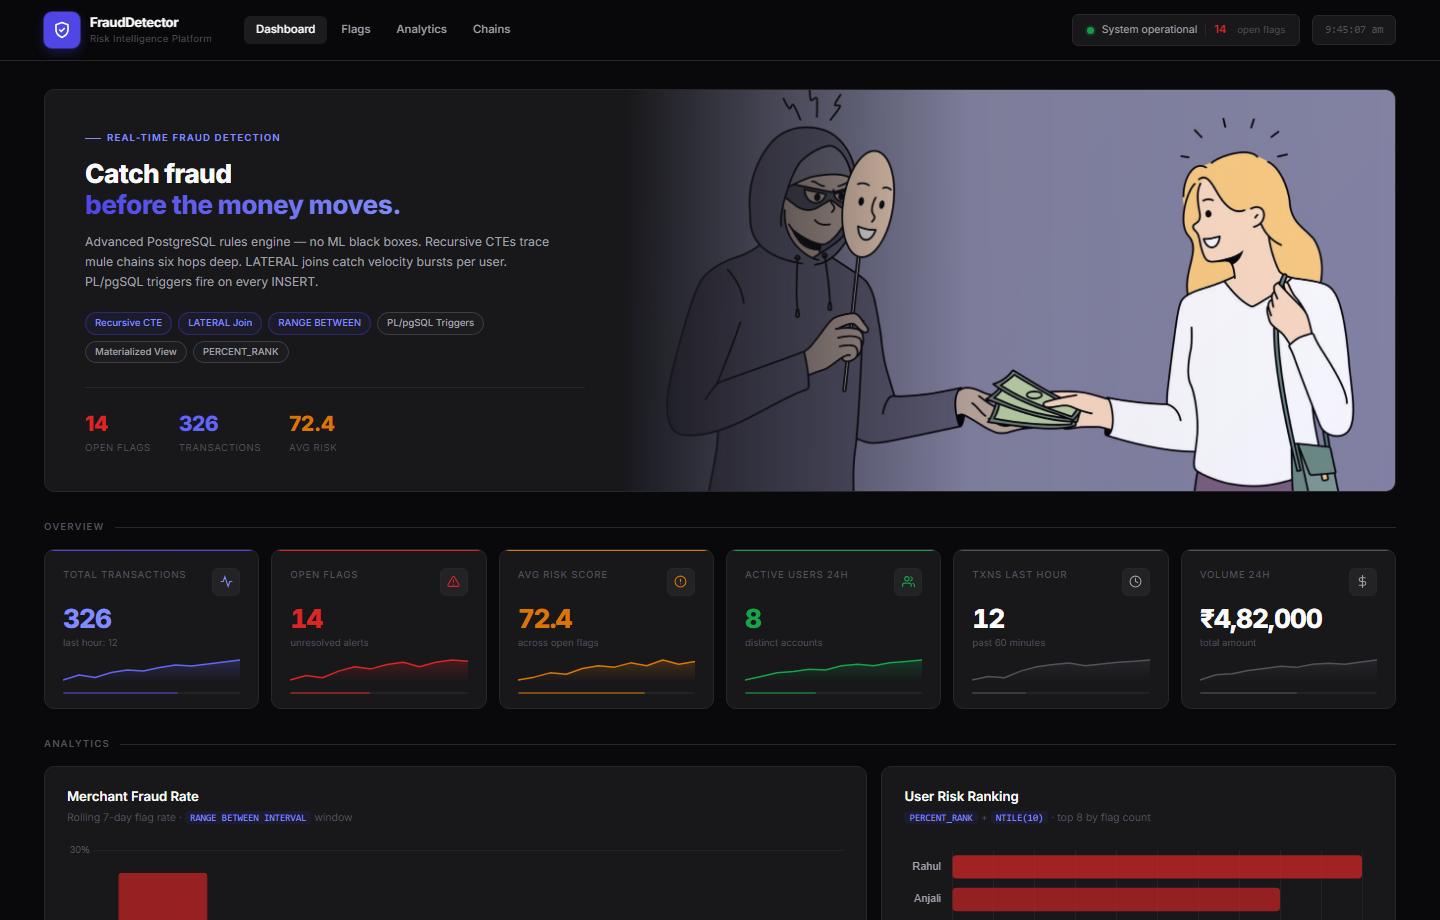 FraudDetector
Risk Intelligence Platform
Dashboard
Flags
Analytics
Chains
System operational
14 open flags
9:45:07 am
REAL-TIME FRAUD DETECTION
Catch fraud
before the money moves.
Advanced PostgreSQL rules engine — no ML black boxes. Recursive CTEs trace
mule chains six hops deep. LATERAL joins catch velocity bursts per user.
PL/pgSQL triggers fire on every INSERT.
Recursive CTE
LATERAL Join
RANGE BETWEEN
PL/pgSQL Triggers
Materialized View
PERCENT_RANK
14
OPEN FLAGS
326
TRANSACTIONS
72.4
AVG RISK
OVERVIEW
TOTAL TRANSACTIONS
326
last hour: 12
OPEN FLAGS
14
unresolved alerts
AVG RISK SCORE
72.4
across open flags
ACTIVE USERS 24H
8
distinct accounts
TXNS LAST HOUR
12
past 60 minutes
VOLUME 24H
₹4,82,000
total amount
ANALYTICS
Merchant Fraud Rate
Rolling 7-day flag rate · RANGE BETWEEN INTERVAL window
30%
User Risk Ranking
PERCENT_RANK + NTILE(10) · top 8 by flag count
Rahul
Anjali